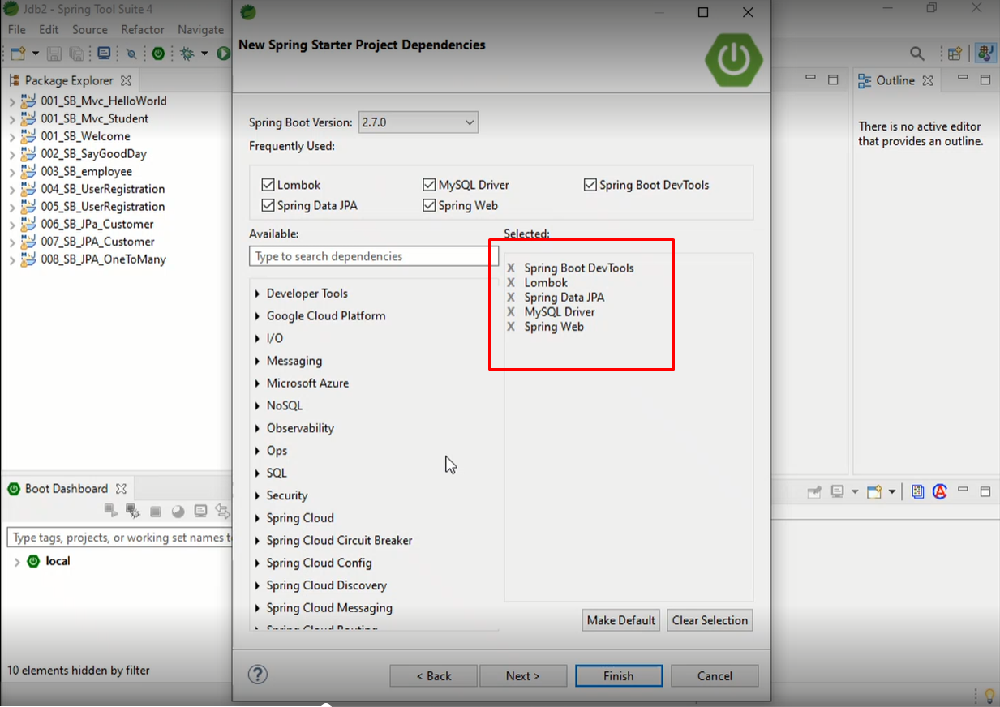 Jdb2 - Spring Tool Suite 4
File Edit Source Refactor Navigate
Package Explorer
001_SB_Mvc_HelloWorld
001_SB_Mvc_Student
001_SB_Welcome
002_SB_SayGoodDay
003_SB_employee
004_SB_UserRegistration
005_SB_UserRegistration
006_SB_JPa_Customer
007_SB_JPA_Customer
008_SB_JPA_OneToMany
Boot Dashboard
Type tags, projects, or working set names t
local
10 elements hidden by filter
New Spring Starter Project Dependencies
Spring Boot Version: 2.7.0
Frequently Used:
Lombok MySQL Driver Spring Boot DevTools
Spring Data JPA Spring Web
Available:
Type to search dependencies
Developer Tools
Google Cloud Platform
I/O
Messaging
Microsoft Azure
NoSQL
Observability
Ops
SQL
Security
Spring Cloud
Spring Cloud Circuit Breaker
Spring Cloud Config
Spring Cloud Discovery
Spring Cloud Messaging
Spring Cloud Routing
Selected:
X Spring Boot DevTools
X Lombok
X Spring Data JPA
X MySQL Driver
X Spring Web
Make Default Clear Selection
< Back Next > Finish Cancel
Outline
There is no active editor
that provides an outline.